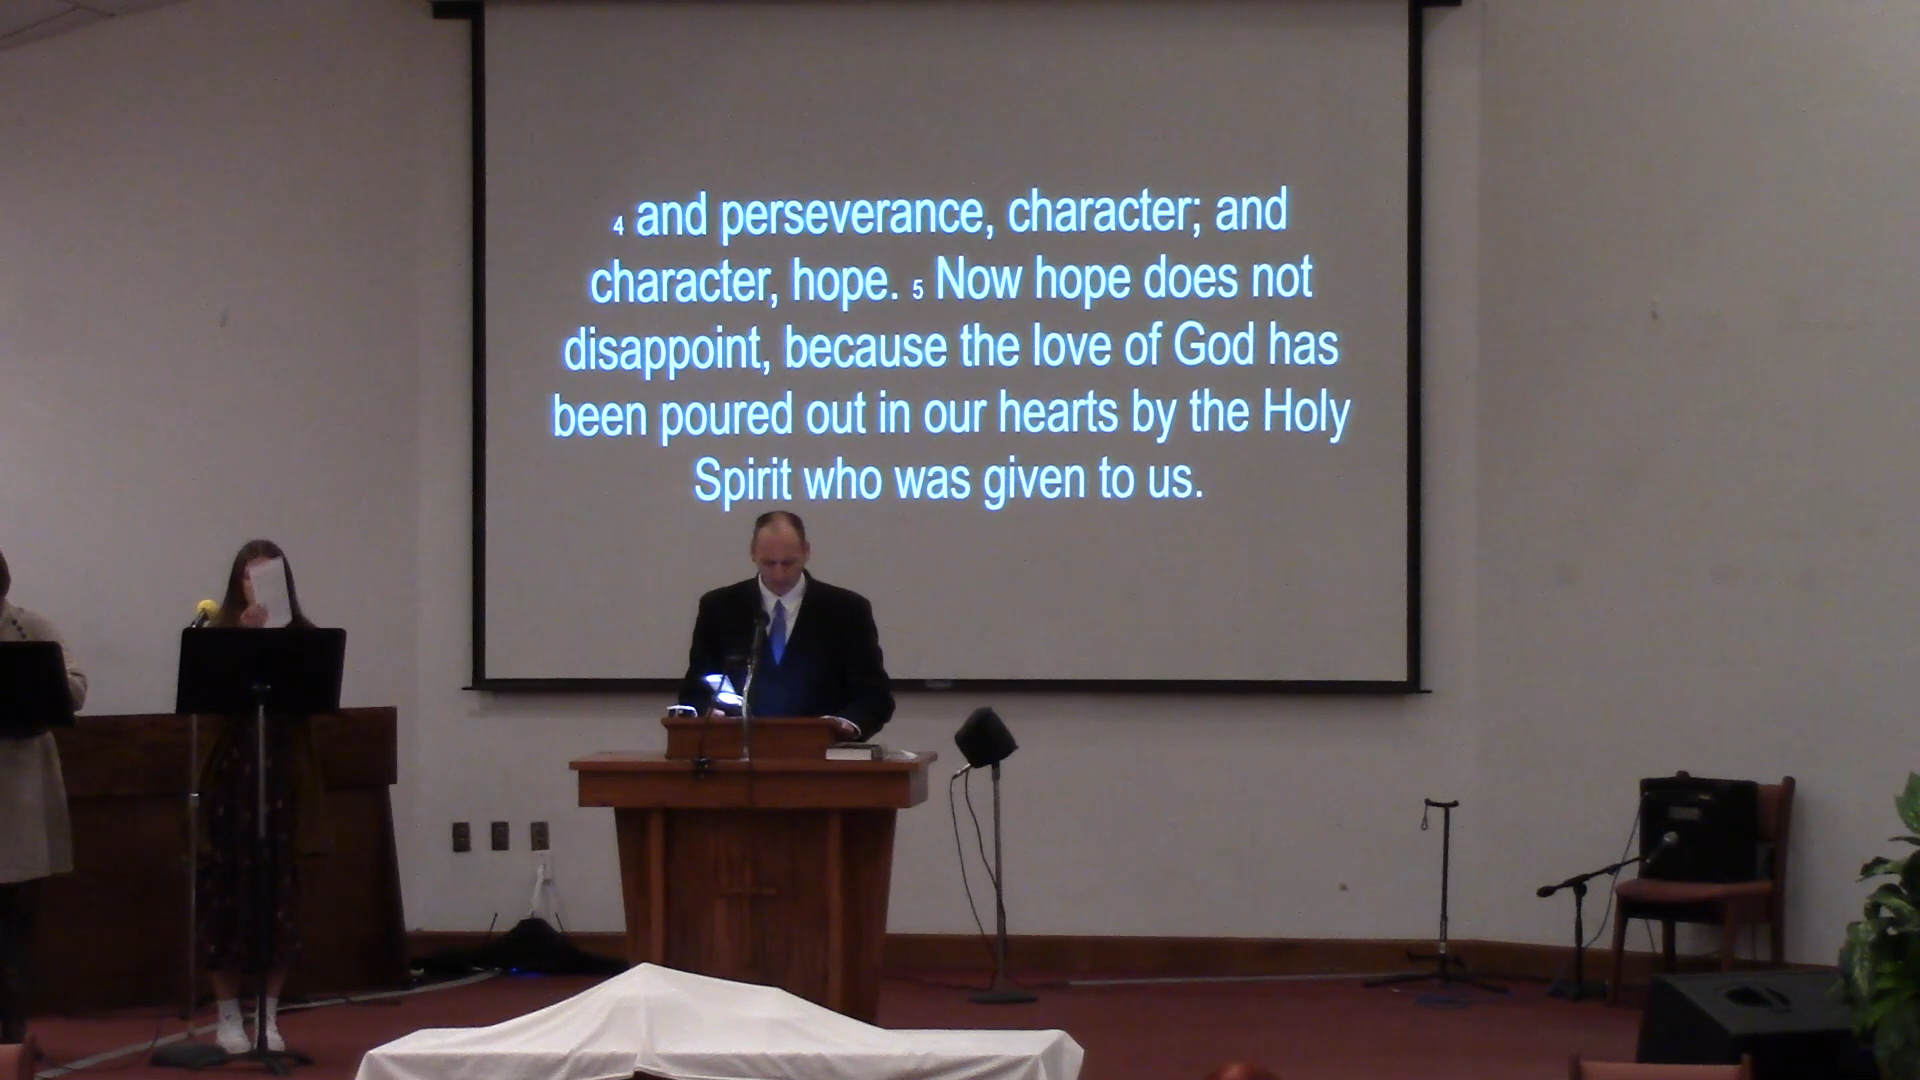 4 and perseverance, character; and
character, hope. 5 Now hope does not
disappoint, because the love of God has
been poured out in our hearts by the Holy
Spirit who was given to us.